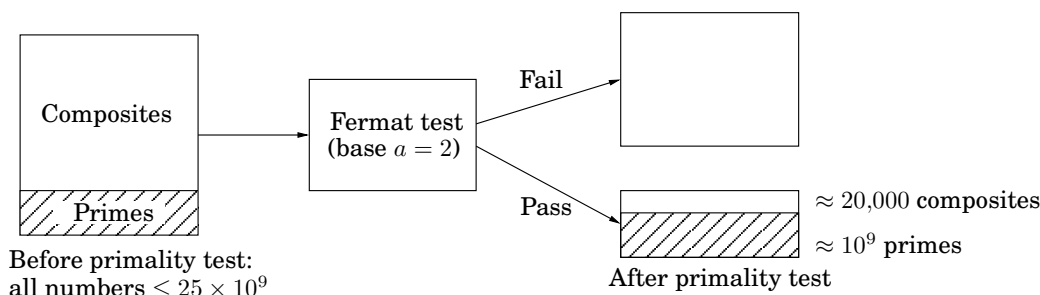 Composites
Primes
Before primality test:
all numbers ≤ 25 × 10⁹
Fermat test
(base a = 2)
Fail
Pass
≈ 20,000 composites
≈ 10⁹ primes
After primality test